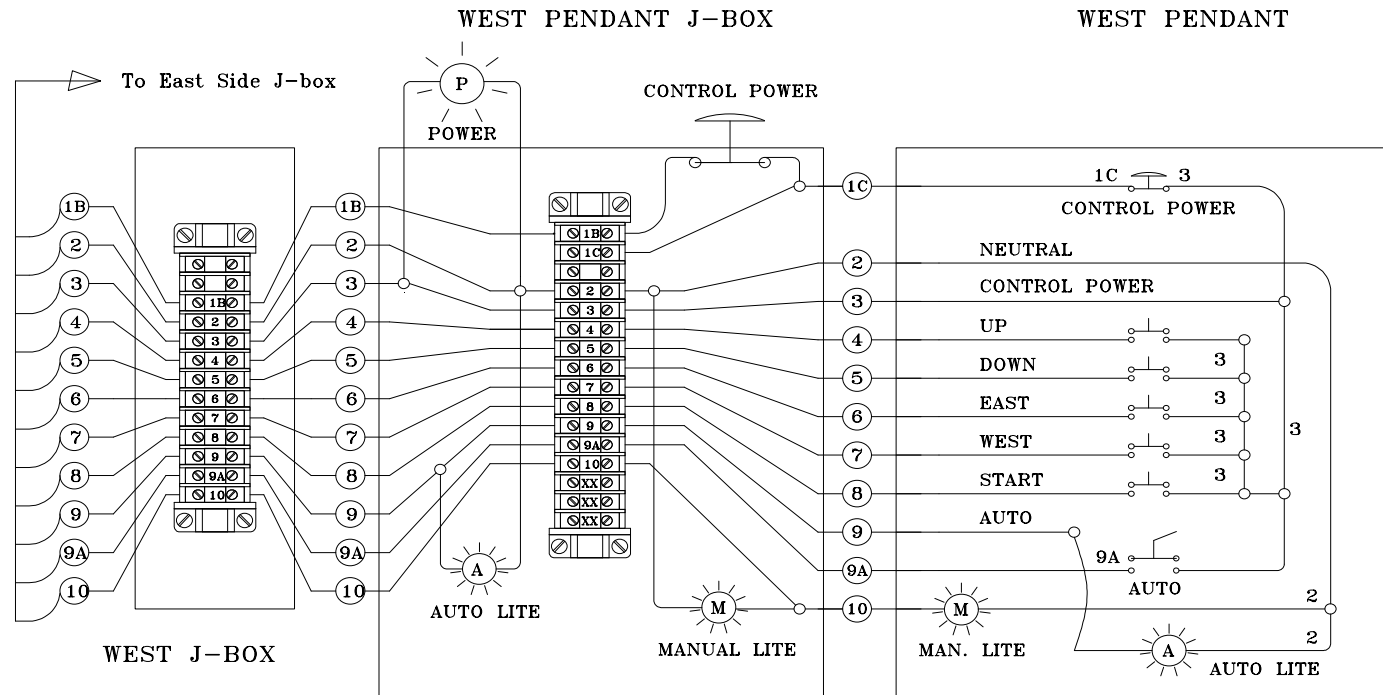 WEST PENDANT J-BOX
WEST PENDANT
To East Side J-box
P
POWER
CONTROL POWER
1B
2
3
4
5
6
7
8
9
9A
10
1B
2
3
4
5
6
7
8
9
9A
10
WEST J-BOX
1B
2
3
4
5
6
7
8
9
9A
10
A
AUTO LITE
1B
1C
2
3
4
5
6
7
8
9
9A
10
XX
XX
XX
M
MANUAL LITE
1C
2
3
4
5
6
7
8
9
9A
10
1C 3
CONTROL POWER
NEUTRAL
CONTROL POWER
UP
DOWN 3
EAST 3
WEST 3
3
START 3
AUTO
9A
AUTO
M
MAN. LITE
2
2
A
AUTO LITE